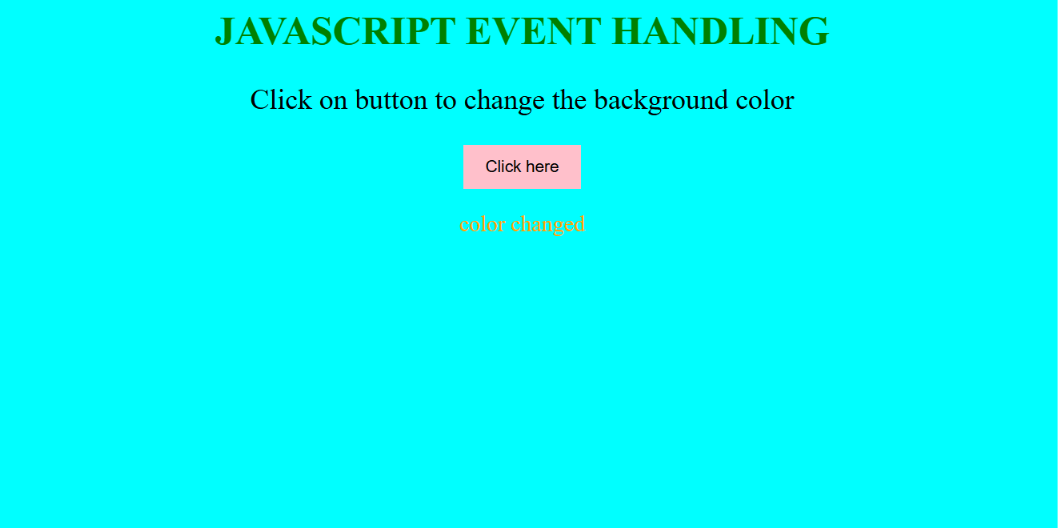 JAVASCRIPT EVENT HANDLING
Click on button to change the background color
Click here
color changed